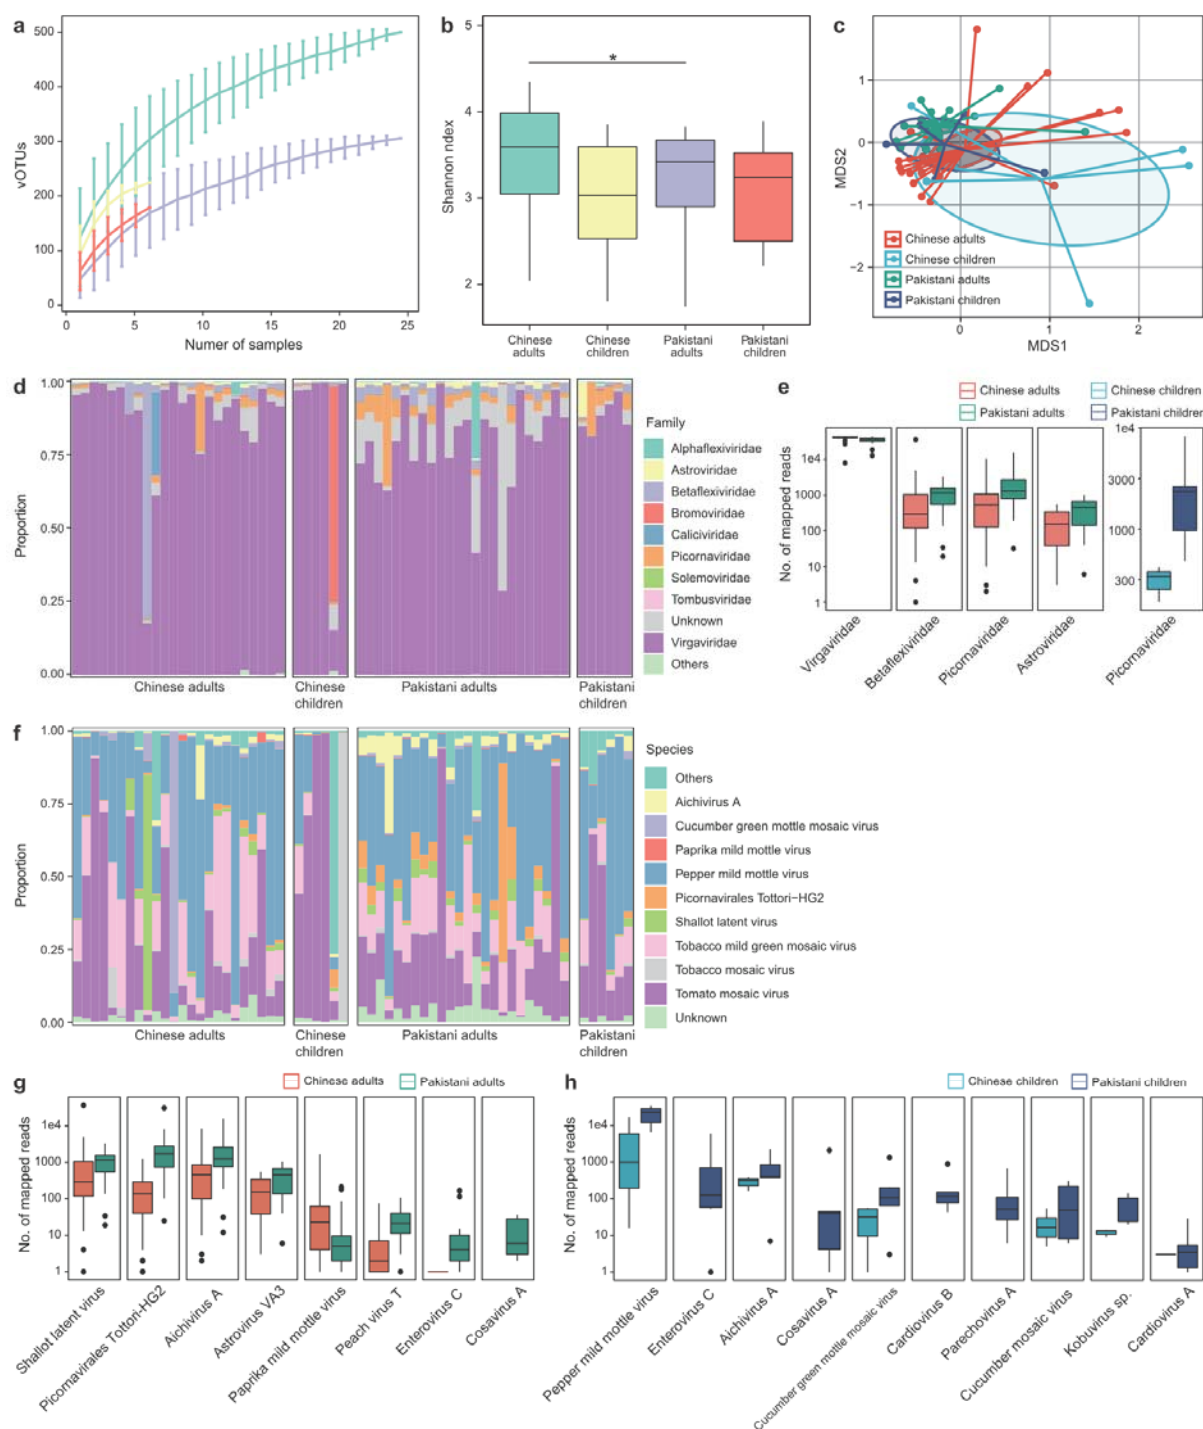 a
500
400
300
200
100
0
vOTUs
0
5
10
15
20
25
Numer of samples
b
5
4
3
2
Shannon ndex
*
Chinese
adults
Chinese
children
Pakistani
adults
Pakistani
children
c
1
0
−1
−2
MDS2
Chinese adults
Chinese children
Pakistani adults
Pakistani children
0
1
2
MDS1
d
1.00
0.75
0.50
0.25
0.00
Proportion
Chinese adults
Chinese
children
Pakistani adults
Pakistani
children
Family
Alphaflexiviridae
Astroviridae
Betaflexiviridae
Bromoviridae
Caliciviridae
Picornaviridae
Solemoviridae
Tombusviridae
Unknown
Virgaviridae
Others
e
Chinese adults
Pakistani adults
Chinese children
Pakistani children
1e4
1000
100
10
1
No. of mapped reads
1e4
3000
1000
300
Virgaviridae
Betaflexiviridae
Picornaviridae
Astroviridae
Picornaviridae
f
1.00
0.75
0.50
0.25
0.00
Proportion
Chinese adults
Chinese
children
Pakistani adults
Pakistani
children
Species
Others
Aichivirus A
Cucumber green mottle mosaic virus
Paprika mild mottle virus
Pepper mild mottle virus
Picornavirales Tottori−HG2
Shallot latent virus
Tobacco mild green mosaic virus
Tobacco mosaic virus
Tomato mosaic virus
Unknown
g
Chinese adults
Pakistani adults
1e4
1000
100
10
1
No. of mapped reads
Shallot latent virus
Picornavirales Tottori-HG2
Aichivirus A
Astrovirus VA3
Paprika mild mottle virus
Peach virus T
Enterovirus C
Cosavirus A
h
Chinese children
Pakistani children
1e4
1000
100
10
1
No. of mapped reads
Pepper mild mottle virus
Enterovirus C
Aichivirus A
Cosavirus A
Cucumber green mottle mosaic virus
Cardiovirus B
Parechovirus A
Cucumber mosaic virus
Kobuvirus sp.
Cardiovirus A